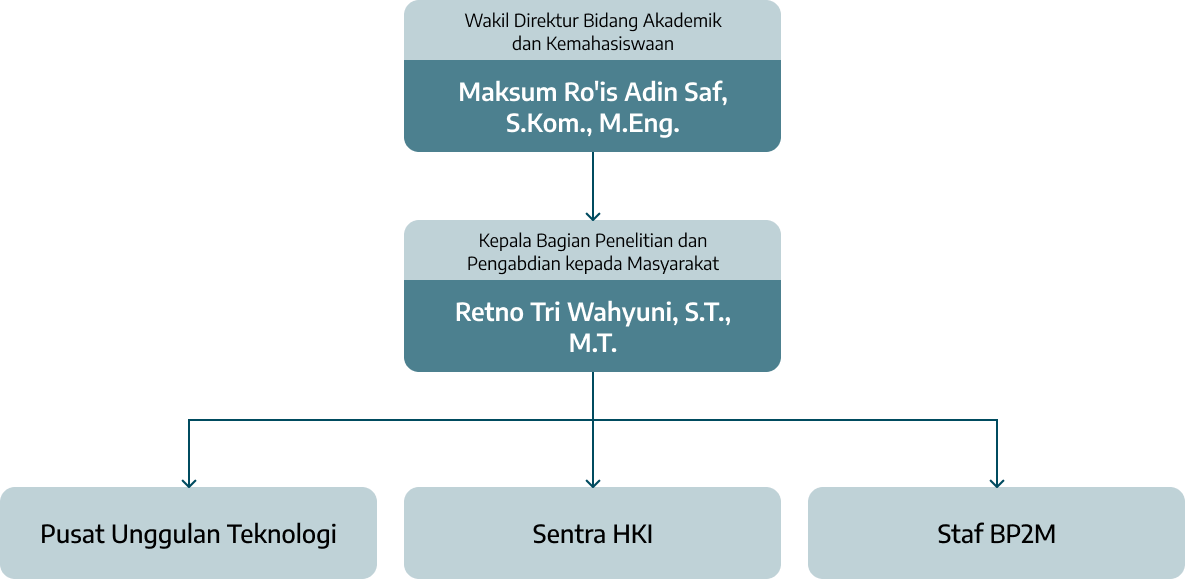 Wakil Direktur Bidang Akademik
dan Kemahasiswaan
Maksum Ro'is Adin Saf,
S.Kom., M.Eng.
Kepala Bagian Penelitian dan
Pengabdian kepada Masyarakat
Retno Tri Wahyuni, S.T.,
M.T.
Pusat Unggulan Teknologi
Sentra HKI
Staf BP2M